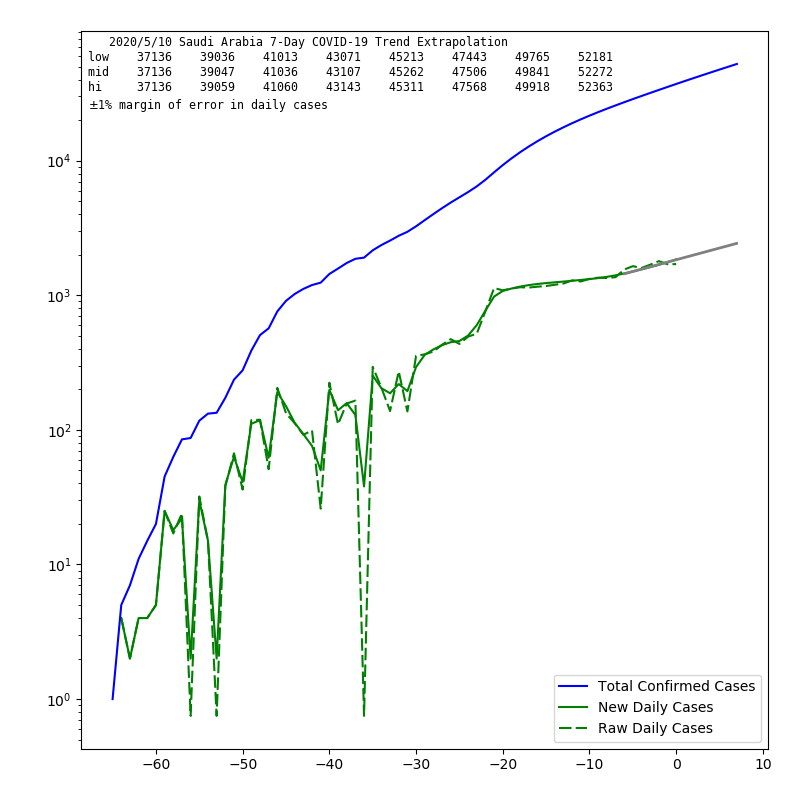 2020/5/10 Saudi Arabia 7-Day COVID-19 Trend Extrapolation
low 37136 39036 41013 43071 45213 47443 49765 52181
mid 37136 39047 41036 43107 45262 47506 49841 52272
hi 37136 39059 41060 43143 45311 47568 49918 52363
±1% margin of error in daily cases
10⁴
10³
10²
10¹
10⁰
Total Confirmed Cases
New Daily Cases
Raw Daily Cases
−60 −50 −40 −30 −20 −10 0 10